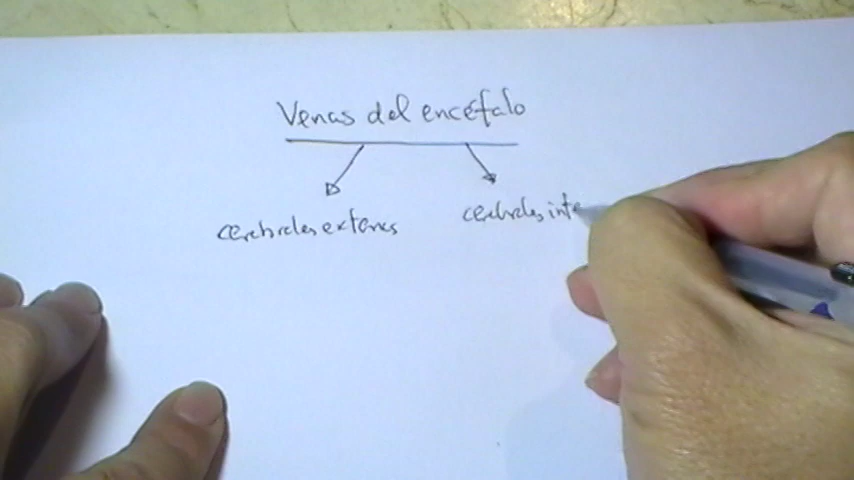 Venas del encéfalo
cerebrales externas
cerebrales inte